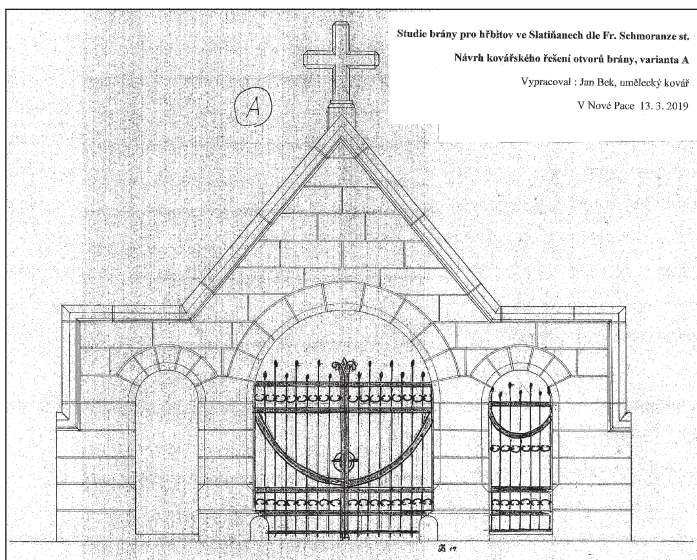 Studie brány pro hřbitov ve Slatiňanech dle Fr. Schmoranze st.
Návrh kovářského řešení otvorů brány, varianta A
Vypracoval : Jan Bek, umělecký kovář
V Nové Pace 13. 3. 2019
A